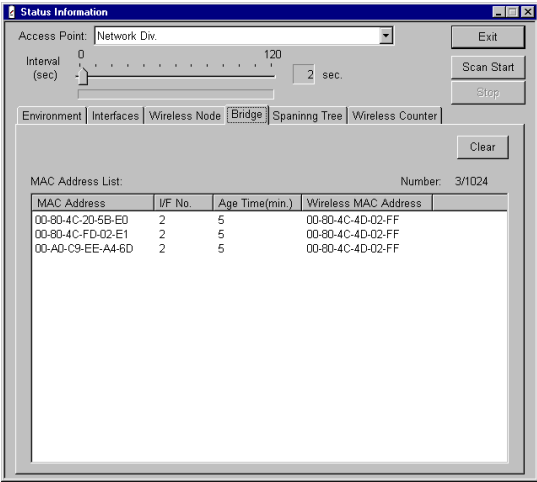 Status Information
Access Point: Network Div. Exit
Interval (sec) 0 120 2 sec. Scan Start
Stop
Environment Interfaces Wireless Node Bridge Spaninng Tree Wireless Counter
Clear
MAC Address List: Number: 3/1024
MAC Address I/F No. Age Time(min.) Wireless MAC Address
00-80-4C-20-5B-E0 2 5 00-80-4C-4D-02-FF
00-80-4C-FD-02-E1 2 5 00-80-4C-4D-02-FF
00-A0-C9-EE-A4-6D 2 5 00-80-4C-4D-02-FF